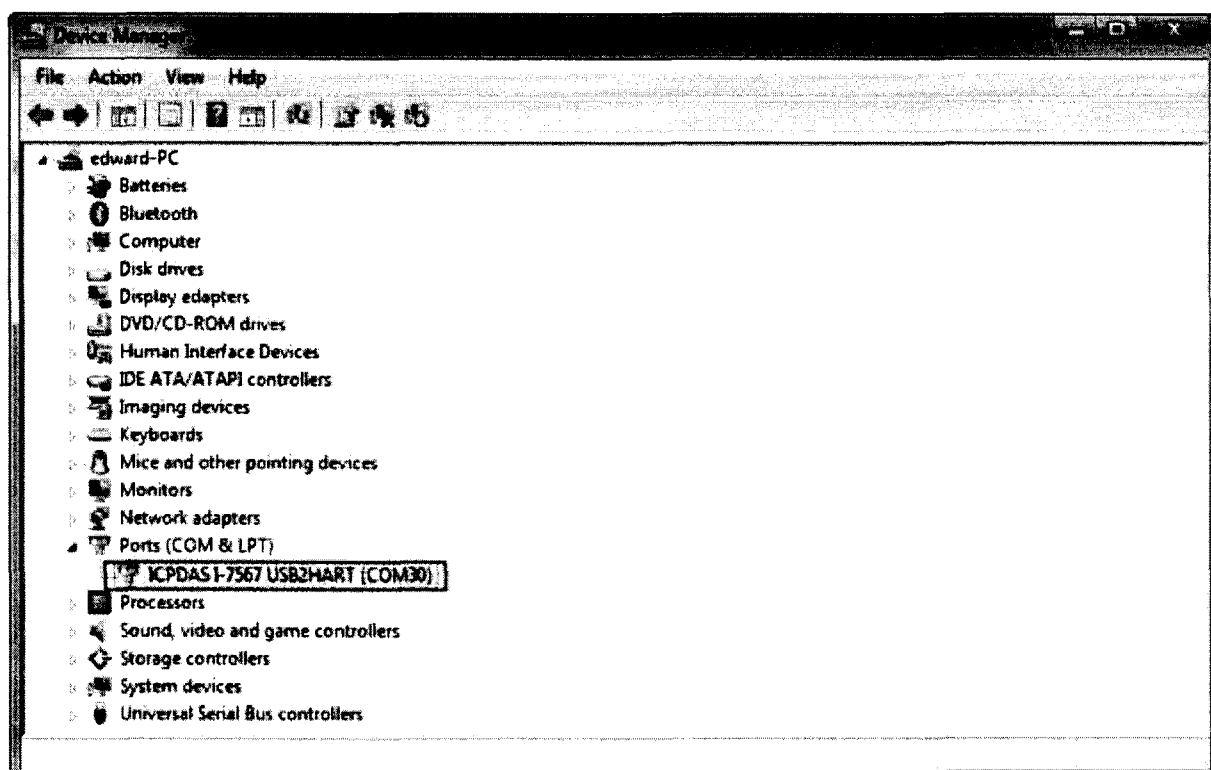 Device Manager
File Action View Help
edward-PC
Batteries
Bluetooth
Computer
Disk drives
Display adapters
DVD/CD-ROM drives
Human Interface Devices
IDE ATA/ATAPI controllers
Imaging devices
Keyboards
Mice and other pointing devices
Monitors
Network adapters
Ports (COM & LPT)
ICPDAS I-7567 USB2HART (COM30)
Processors
Sound, video and game controllers
Storage controllers
System devices
Universal Serial Bus controllers